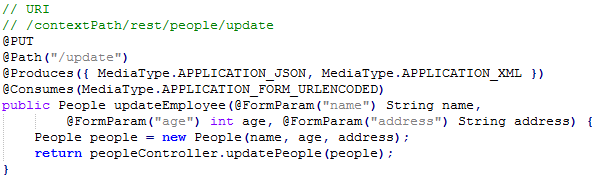 // URI
// /contextPath/rest/people/update
@PUT
@Path("/update")
@Produces({ MediaType.APPLICATION_JSON, MediaType.APPLICATION_XML })
@Consumes(MediaType.APPLICATION_FORM_URLENCODED)
public People updateEmployee(@FormParam("name") String name,
        @FormParam("age") int age, @FormParam("address") String address) {
    People people = new People(name, age, address);
    return peopleController.updatePeople(people);
}